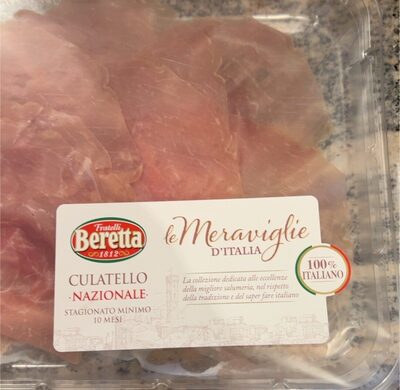 Fratelli
Beretta
1812
le Meraviglie
D'ITALIA
CULATELLO
·NAZIONALE·
STAGIONATO MINIMO
10 MESI
La collezione dedicata alle eccellenze
della migliore salumeria, nel rispetto
della tradizione e del saper fare italiano
100%
ITALIANO